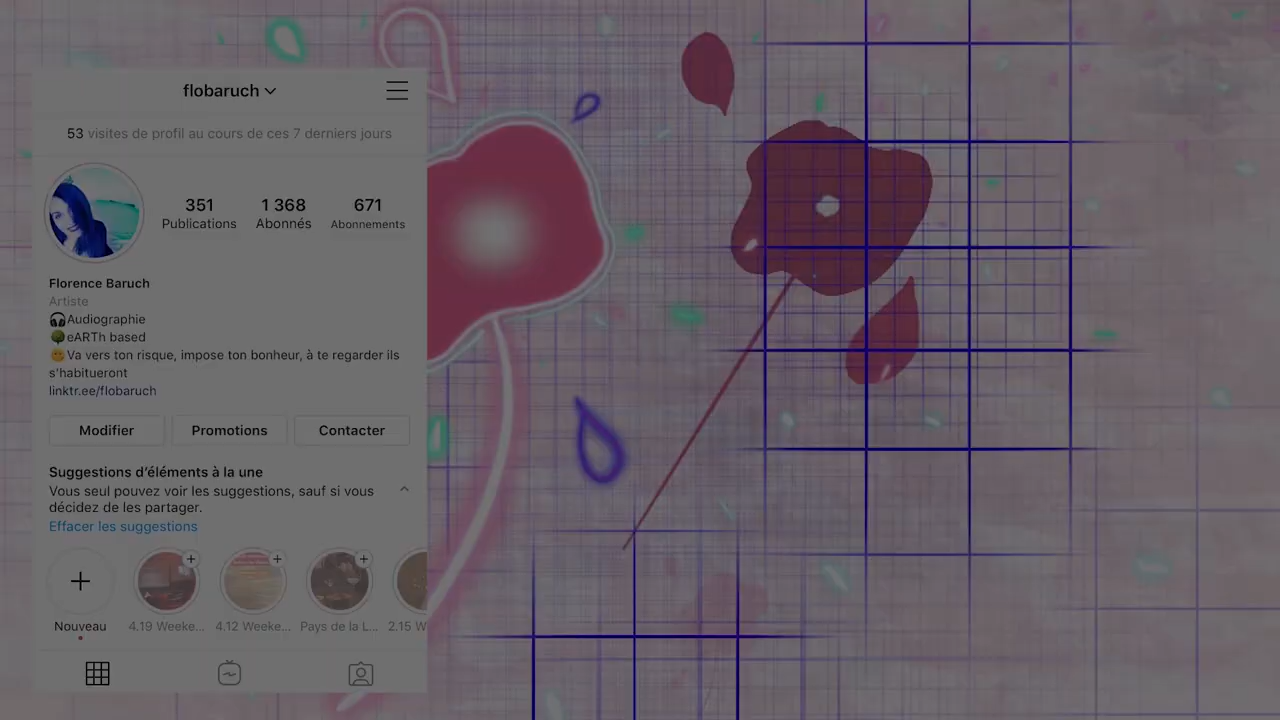 flobaruch
53 visites de profil au cours de ces 7 derniers jours
351 1 368 671
Publications Abonnés Abonnements
Florence Baruch
Artiste
🎧Audiographie
🌳eARTh based
😊Va vers ton risque, impose ton bonheur, à te regarder ils
s'habitueront
linktr.ee/flobaruch
Modifier Promotions Contacter
Suggestions d'éléments à la une
Vous seul pouvez voir les suggestions, sauf si vous
décidez de les partager.
Effacer les suggestions
Nouveau 4.19 Weeke... 4.12 Weeke... Pays de la L... 2.15 W